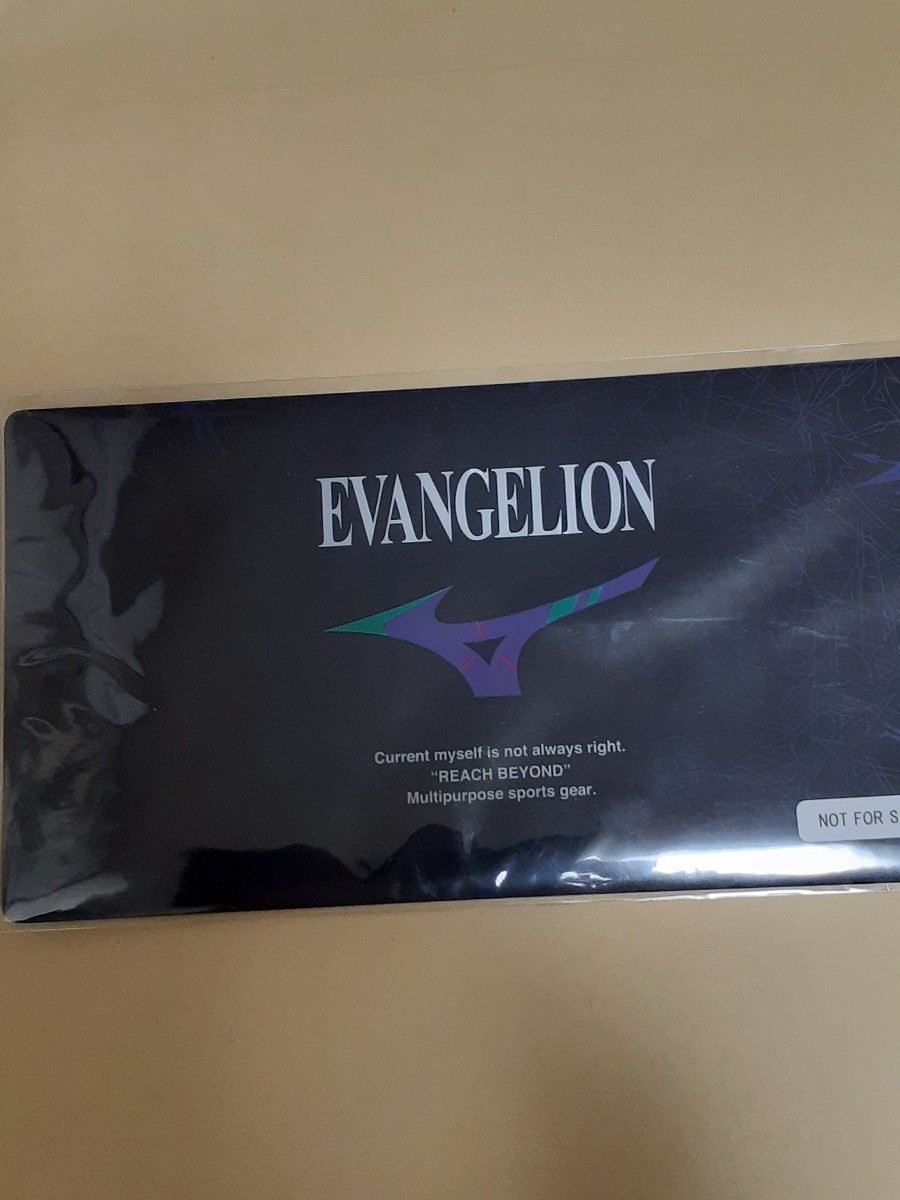 EVANGELION
Current myself is not always right.
“REACH BEYOND”
Multipurpose sports gear.
NOT FOR S